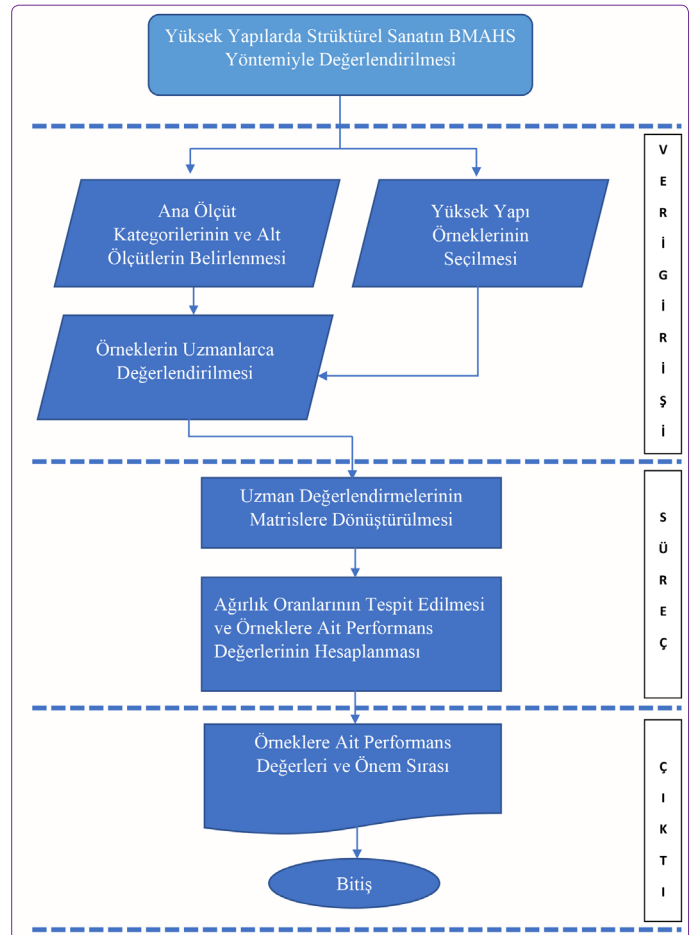 Yüksek Yapılarda Strüktürel Sanatın BMAHS
Yöntemiyle Değerlendirilmesi
Ana Ölçüt
Kategorilerinin ve Alt
Ölçütlerin Belirlenmesi
Yüksek Yapı
Örneklerinin
Seçilmesi
Örneklerin Uzmanlarca
Değerlendirilmesi
V
E
R
İ
G
İ
R
İ
Ş
İ
Uzman Değerlendirmelerinin
Matrislere Dönüştürülmesi
Ağırlık Oranlarının Tespit Edilmesi
ve Örneklere Ait Performans
Değerlerinin Hesaplanması
S
Ü
R
E
Ç
Örneklere Ait Performans
Değerleri ve Önem Sırası
Bitiş
Ç
I
K
T
I